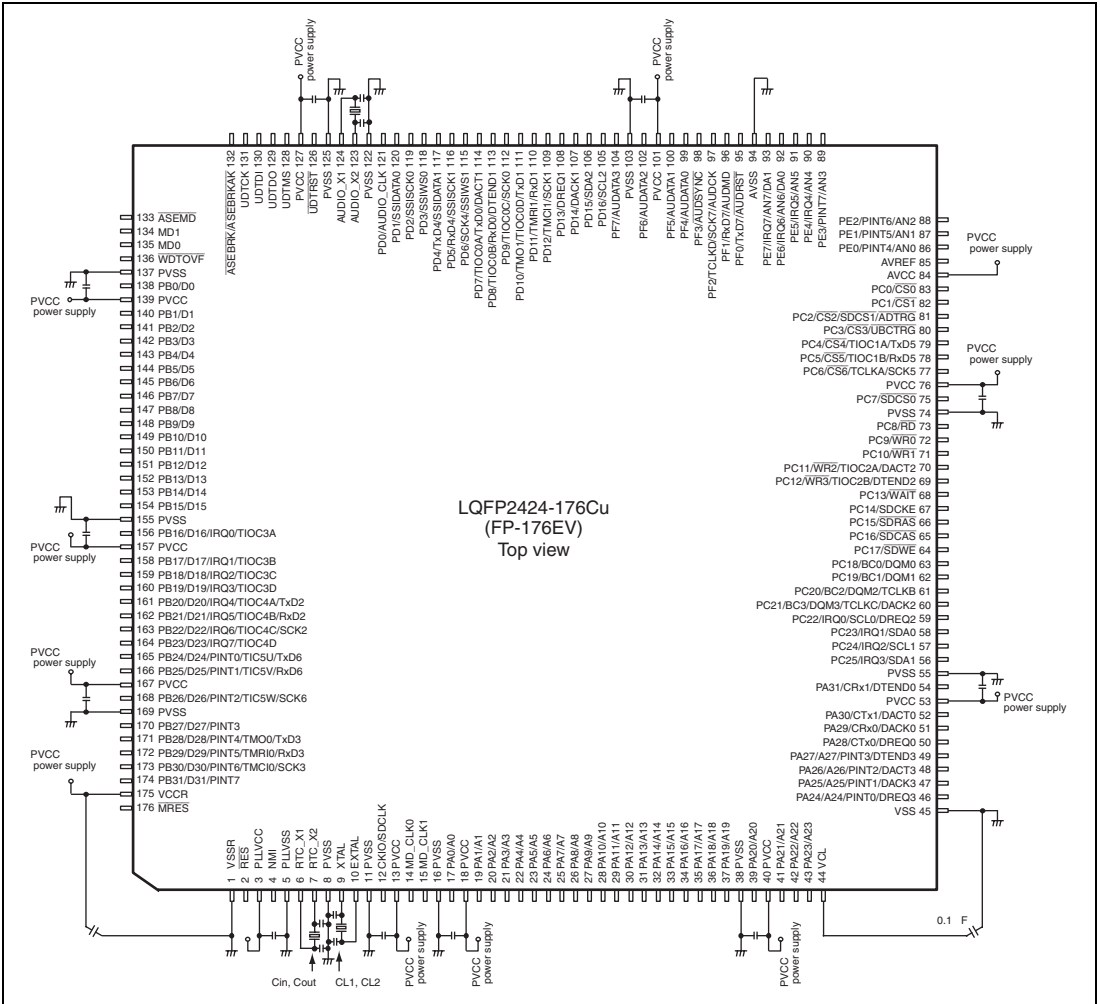 PVCC
power supply
PVCC
power supply
ASEBRK/ASEBRKAK 132
UDTCK 131
UDTDI 130
UDTDO 129
UDTMS 128
PVCC 127
UDTRST 126
PVSS 125
AUDIO_X1 124
AUDIO_X2 123
PVSS 122
PD0/AUDIO_CLK 121
PD1/SSIDATA0 120
PD2/SSISCK0 119
PD3/SSIWS0 118
PD4/TxD4/SSIDATA1 117
PD5/RxD4/SSISCK1 116
PD6/SCK4/SSIWS1 115
PD7/TIOC0A/TxD0/DACT1 114
PD8/TIOC0B/RxD0/DTEND1 113
PD9/TIOC0C/SCK0 112
PD10/TMO1/TIOC0D/TxD1 111
PD11/TMRI1/RxD1 110
PD12/TMCI1/SCK1 109
PD13/DREQ1 108
PD14/DACK1 107
PD15/SDA2 106
PD16/SCL2 105
PF7/AUDATA3 104
PVSS 103
PF6/AUDATA2 102
PVCC 101
PF5/AUDATA1 100
PF4/AUDATA0 99
PF3/AUDSYNC 98
PF2/TCLKD/SCK7/AUDCK 97
PF1/RxD7/AUDMD 96
PF0/TxD7/AUDRST 95
AVSS 94
PE7/IRQ7/AN7/DA1 93
PE6/IRQ6/AN6/DA0 92
PE5/IRQ5/AN5 91
PE4/IRQ4/AN4 90
PE3/PINT7/AN3 89
133 ASEMD
134 MD1
135 MD0
136 WDTOVF
137 PVSS
138 PB0/D0
139 PVCC
PVCC
power supply
140 PB1/D1
141 PB2/D2
142 PB3/D3
143 PB4/D4
144 PB5/D5
145 PB6/D6
146 PB7/D7
147 PB8/D8
148 PB9/D9
149 PB10/D10
150 PB11/D11
151 PB12/D12
152 PB13/D13
153 PB14/D14
154 PB15/D15
155 PVSS
156 PB16/D16/IRQ0/TIOC3A
157 PVCC
PVCC
power supply
158 PB17/D17/IRQ1/TIOC3B
159 PB18/D18/IRQ2/TIOC3C
160 PB19/D19/IRQ3/TIOC3D
161 PB20/D20/IRQ4/TIOC4A/TxD2
162 PB21/D21/IRQ5/TIOC4B/RxD2
163 PB22/D22/IRQ6/TIOC4C/SCK2
164 PB23/D23/IRQ7/TIOC4D
165 PB24/D24/PINT0/TIC5U/TxD6
166 PB25/D25/PINT1/TIC5V/RxD6
PVCC
power supply
167 PVCC
168 PB26/D26/PINT2/TIC5W/SCK6
169 PVSS
170 PB27/D27/PINT3
171 PB28/D28/PINT4/TMO0/TxD3
172 PB29/D29/PINT5/TMRI0/RxD3
173 PB30/D30/PINT6/TMCI0/SCK3
174 PB31/D31/PINT7
PVCC
power supply
175 VCCR
176 MRES
LQFP2424-176Cu
(FP-176EV)
Top view
PE2/PINT6/AN2 88
PE1/PINT5/AN1 87
PE0/PINT4/AN0 86
AVREF 85
AVCC 84
PVCC
power supply
PC0/CS0 83
PC1/CS1 82
PC2/CS2/SDCS1/ADTRG 81
PC3/CS3/UBCTRG 80
PC4/CS4/TIOC1A/TxD5 79
PC5/CS5/TIOC1B/RxD5 78
PC6/CS6/TCLKA/SCK5 77
PVCC 76
PVCC
power supply
PC7/SDCS0 75
PVSS 74
PC8/RD 73
PC9/WR0 72
PC10/WR1 71
PC11/WR2/TIOC2A/DACT2 70
PC12/WR3/TIOC2B/DTEND2 69
PC13/WAIT 68
PC14/SDCKE 67
PC15/SDRAS 66
PC16/SDCAS 65
PC17/SDWE 64
PC18/BC0/DQM0 63
PC19/BC1/DQM1 62
PC20/BC2/DQM2/TCLKB 61
PC21/BC3/DQM3/TCLKC/DACK2 60
PC22/IRQ0/SCL0/DREQ2 59
PC23/IRQ1/SDA0 58
PC24/IRQ2/SCL1 57
PC25/IRQ3/SDA1 56
PVSS 55
PA31/CRx1/DTEND0 54
PVCC 53
PVCC
power supply
PA30/CTx1/DACT0 52
PA29/CRx0/DACK0 51
PA28/CTx0/DREQ0 50
PA27/A27/PINT3/DTEND3 49
PA26/A26/PINT2/DACT3 48
PA25/A25/PINT1/DACK3 47
PA24/A24/PINT0/DREQ3 46
VSS 45
1 VSSR
2 RES
3 PLLVCC
4 NMI
5 PLLVSS
6 RTC_X1
7 RTC_X2
8 PVSS
9 XTAL
10 EXTAL
11 PVSS
12 CKIO/SDCLK
13 PVCC
14 MD_CLK0
15 MD_CLK1
16 PVSS
17 PA0/A0
18 PVCC
19 PA1/A1
20 PA2/A2
21 PA3/A3
22 PA4/A4
23 PA5/A5
24 PA6/A6
25 PA7/A7
26 PA8/A8
27 PA9/A9
28 PA10/A10
29 PA11/A11
30 PA12/A12
31 PA13/A13
32 PA14/A14
33 PA15/A15
34 PA16/A16
35 PA17/A17
36 PA18/A18
37 PA19/A19
38 PVSS
39 PA20/A20
40 PVCC
41 PA21/A21
42 PA22/A22
43 PA23/A23
44 VCL
0.1 F
Cin, Cout
CL1, CL2
PVCC
power supply
PVCC
power supply
PVCC
power supply